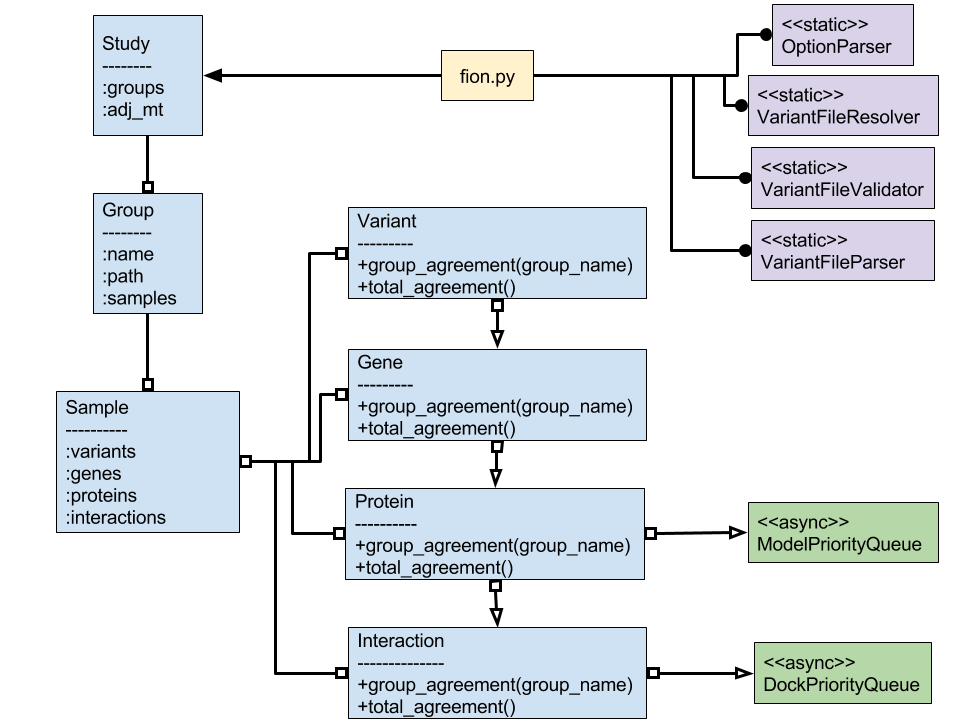 Study
--------
:groups
:adj_mt
fion.py
<<static>>
OptionParser
<<static>>
VariantFileResolver
<<static>>
VariantFileValidator
<<static>>
VariantFileParser
Group
--------
:name
:path
:samples
Variant
---------
+group_agreement(group_name)
+total_agreement()
Gene
---------
+group_agreement(group_name)
+total_agreement()
Sample
----------
:variants
:genes
:proteins
:interactions
Protein
----------
+group_agreement(group_name)
+total_agreement()
<<async>>
ModelPriorityQueue
Interaction
--------------
+group_agreement(group_name)
+total_agreement()
<<async>>
DockPriorityQueue